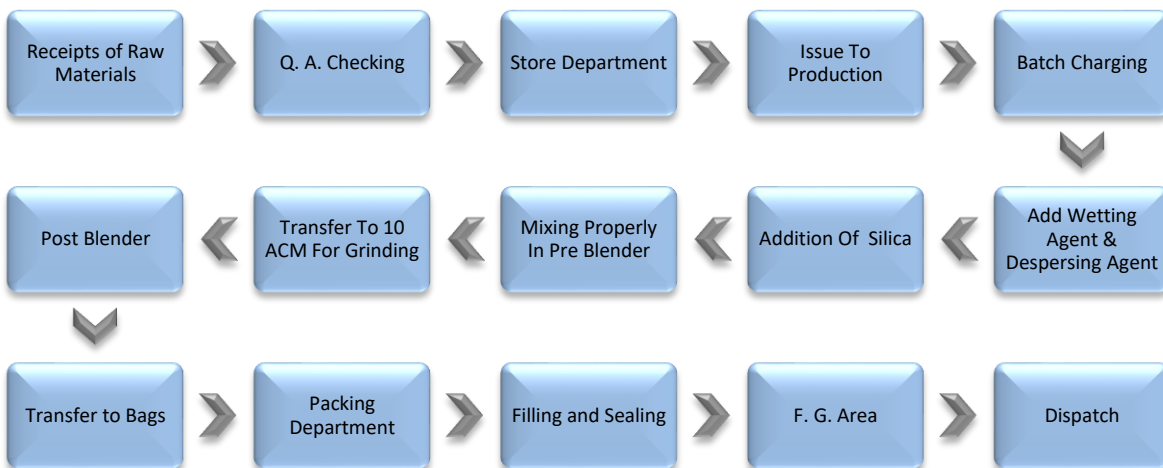 Receipts of Raw
Materials
Q. A. Checking
Store Department
Issue To
Production
Batch Charging
Add Wetting
Agent &
Despersing Agent
Addition Of  Silica
Mixing Properly
In Pre Blender
Transfer To 10
ACM For Grinding
Post Blender
Transfer to Bags
Packing
Department
Filling and Sealing
F. G. Area
Dispatch